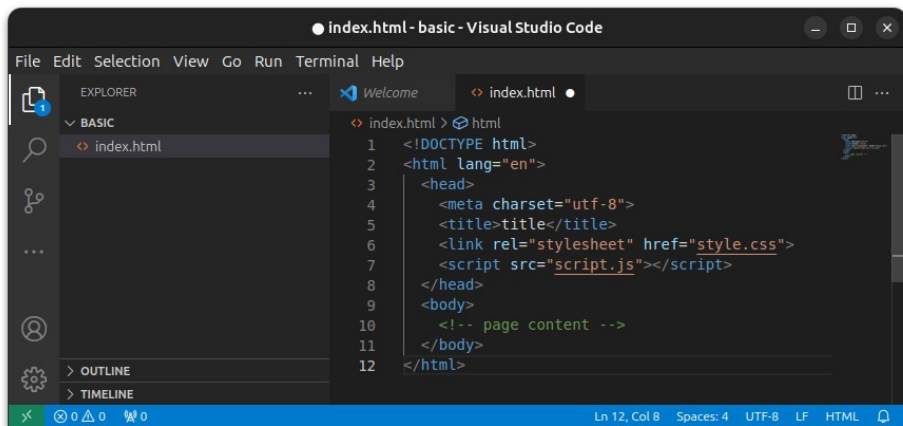 index.html - basic - Visual Studio Code
File Edit Selection View Go Run Terminal Help
EXPLORER
BASIC
index.html
OUTLINE
TIMELINE
1
Welcome
index.html
index.html > html
1 <!DOCTYPE html>
2 <html lang="en">
3 <head>
4 <meta charset="utf-8">
5 <title>title</title>
6 <link rel="stylesheet" href="style.css">
7 <script src="script.js"></script>
8 </head>
9 <body>
10 <!-- page content -->
11 </body>
12 </html>
0 0 0 Ln 12, Col 8 Spaces: 4 UTF-8 LF HTML